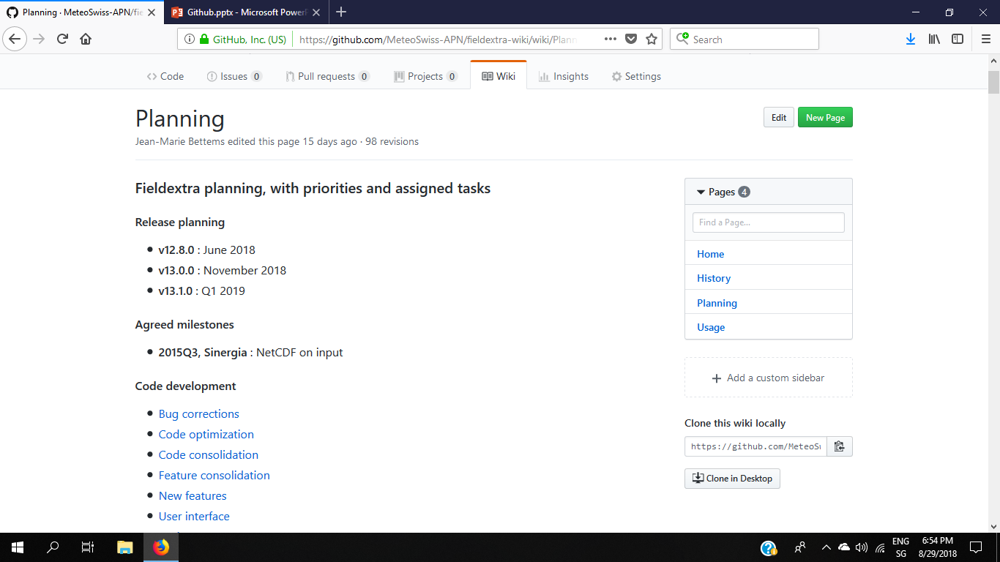 Planning · MeteoSwiss-APN/fie
Github.pptx - Microsoft PowerP
GitHub, Inc. (US)
https://github.com/MeteoSwiss-APN/fieldextra-wiki/wiki/Plann
Search
Code
Issues 0
Pull requests 0
Projects 0
Wiki
Insights
Settings
Planning
Edit
New Page
Jean-Marie Bettems edited this page 15 days ago · 98 revisions
Fieldextra planning, with priorities and assigned tasks
Release planning
• v12.8.0 : June 2018
• v13.0.0 : November 2018
• v13.1.0 : Q1 2019
Agreed milestones
• 2015Q3, Sinergia : NetCDF on input
Code development
• Bug corrections
• Code optimization
• Code consolidation
• Feature consolidation
• New features
• User interface
Pages 4
Find a Page...
Home
History
Planning
Usage
Add a custom sidebar
Clone this wiki locally
https://github.com/MeteoSw
Clone in Desktop
ENG
SG
6:54 PM
8/29/2018